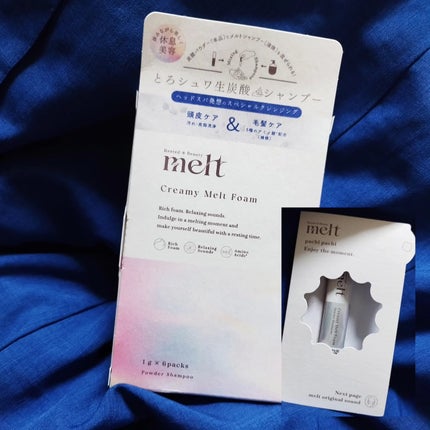 休息
美容
とろシュワ生炭酸シャンプー
ヘッドスパ発想のスペシャルクレンジング
頭皮ケア & 毛髪ケア
Rested & Beauty
melt
Creamy Melt Foam
Rich foam. Relaxing sounds.
Indulge in a melting moment and
make yourself beautiful with a resting time.
Rich
Foam
Relaxing
Sounds
Amino
Acids
1g × 6packs
Powder Shampoo
melt
pachi pachi
Enjoy the moment.
melt
Next page
melt original sound